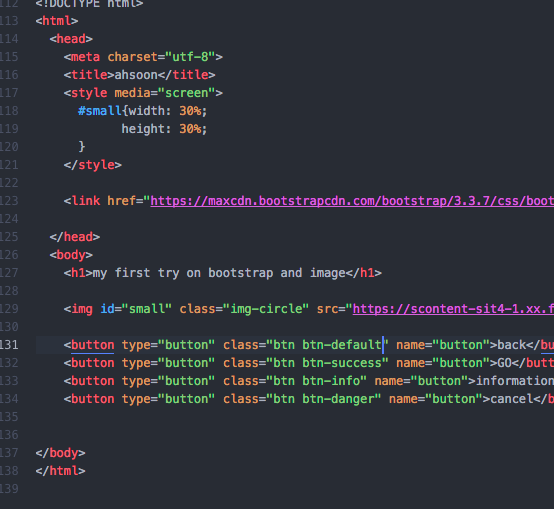 112 <!DUCTYPE html>
113 <html>
114 <head>
115 <meta charset="utf-8">
116 <title>ahsoon</title>
117 <style media="screen">
118 #small{width: 30%;
119 height: 30%;
120 }
121 </style>
122
123 <link href="https://maxcdn.bootstrapcdn.com/bootstrap/3.3.7/css/boot
124
125 </head>
126 <body>
127 <h1>my first try on bootstrap and image</h1>
128
129 <img id="small" class="img-circle" src="https://scontent-sit4-1.xx.f
130
131 <button type="button" class="btn btn-default" name="button">back</bu
132 <button type="button" class="btn btn-success" name="button">GO</butt
133 <button type="button" class="btn btn-info" name="button">information
134 <button type="button" class="btn btn-danger" name="button">cancel</b
135
136
137 </body>
138 </html>
139